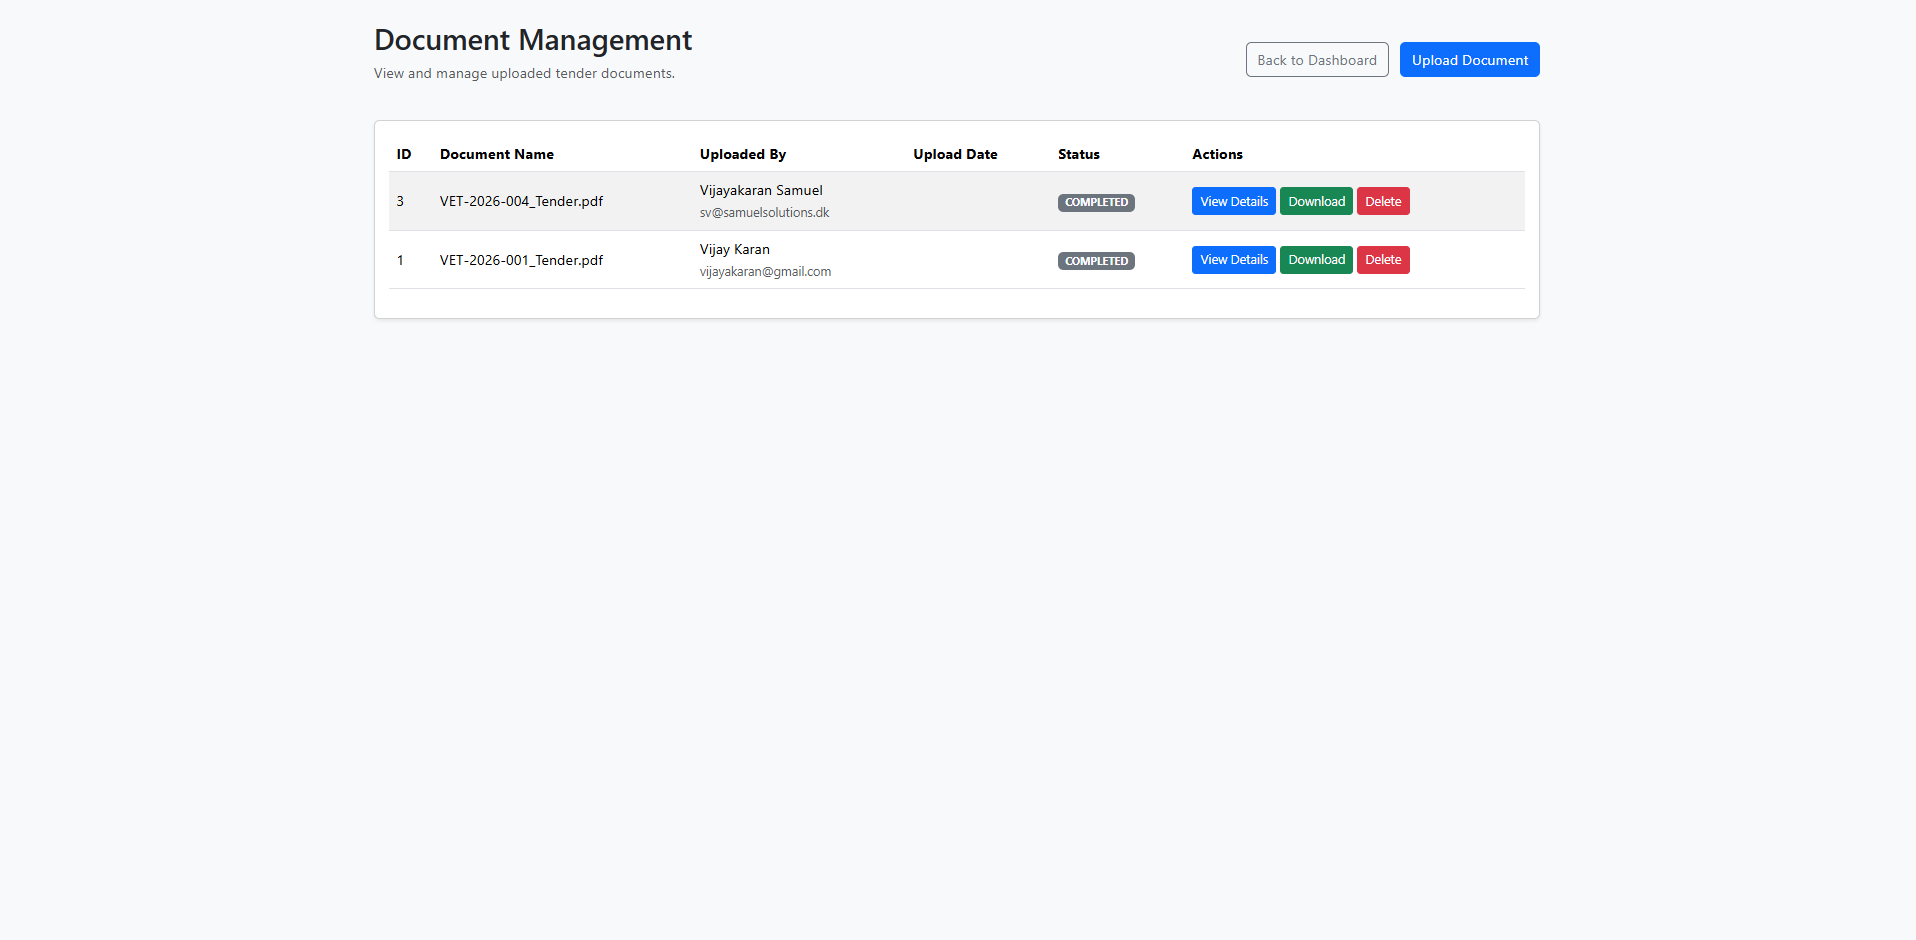 Document Management
View and manage uploaded tender documents.
Back to Dashboard
Upload Document
ID Document Name Uploaded By Upload Date Status Actions
3 VET-2026-004_Tender.pdf Vijayakaran Samuel COMPLETED View Details Download Delete
sv@samuelsolutions.dk
1 VET-2026-001_Tender.pdf Vijay Karan COMPLETED View Details Download Delete
vijayakaran@gmail.com